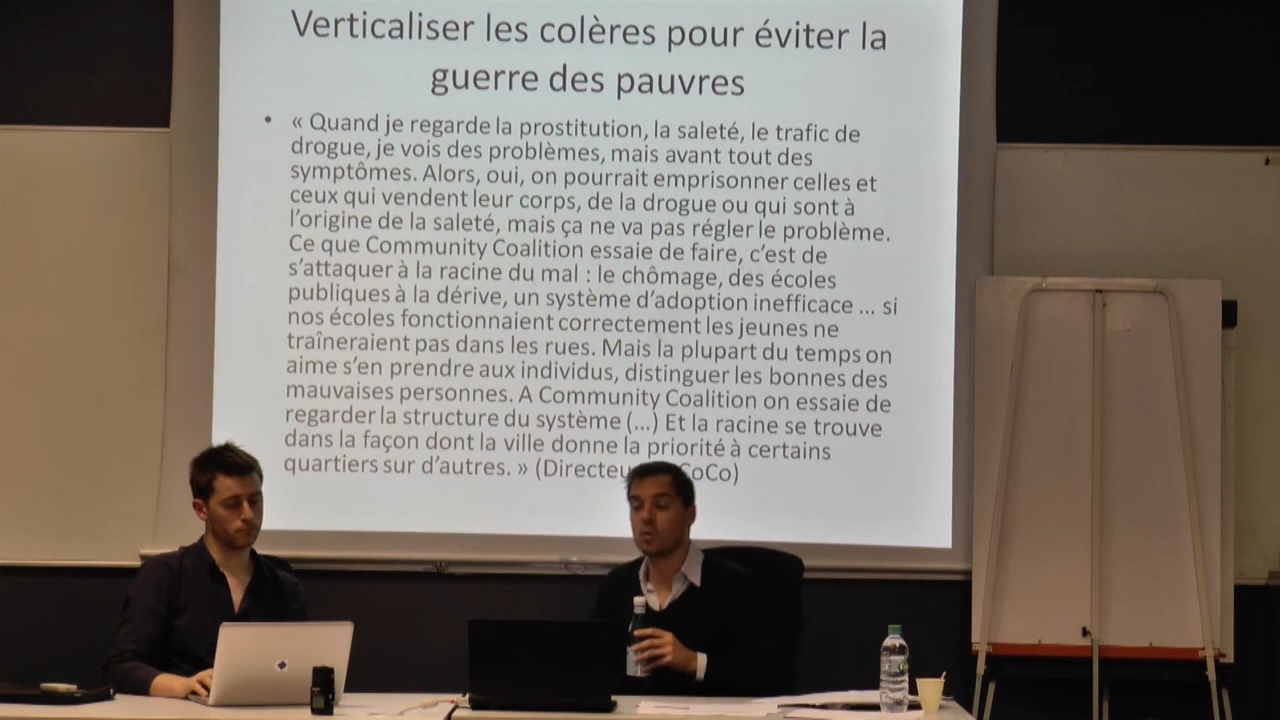 Verticaliser les colères pour éviter la
guerre des pauvres
• « Quand je regarde la prostitution, la saleté, le trafic de
drogue, je vois des problèmes, mais avant tout des
symptômes. Alors, oui, on pourrait emprisonner celles et
ceux qui vendent leur corps, de la drogue ou qui sont à
l'origine de la saleté, mais ça ne va pas régler le problème.
Ce que Community Coalition essaie de faire, c'est de
s'attaquer à la racine du mal : le chômage, des écoles
publiques à la dérive, un système d'adoption inefficace ... si
nos écoles fonctionnaient correctement les jeunes ne
traîneraient pas dans les rues. Mais la plupart du temps on
aime s'en prendre aux individus, distinguer les bonnes des
mauvaises personnes. A Community Coalition on essaie de
regarder la structure du système (...) Et la racine se trouve
dans la façon dont la ville donne la priorité à certains
quartiers sur d'autres. » (Directeu CoCo)